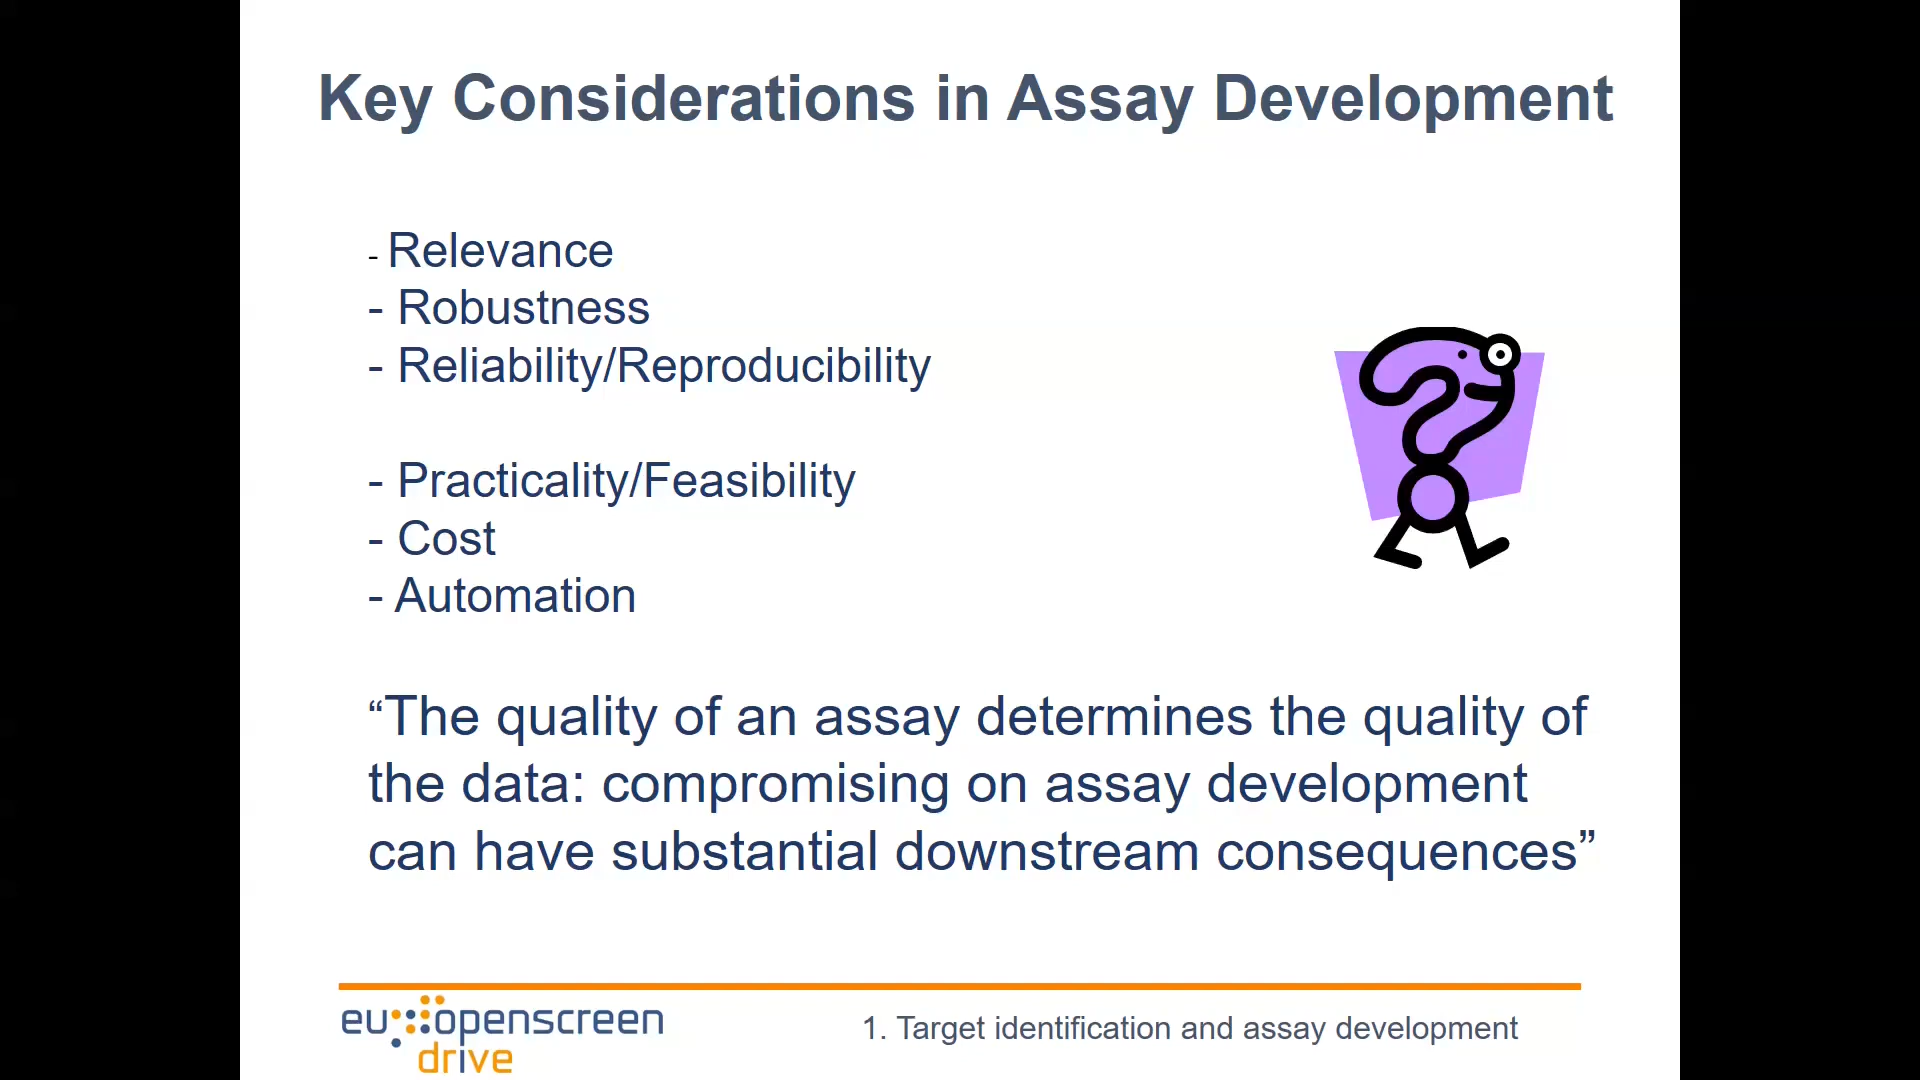 Key Considerations in Assay Development
- Relevance
- Robustness
- Reliability/Reproducibility
- Practicality/Feasibility
- Cost
- Automation
“The quality of an assay determines the quality of
the data: compromising on assay development
can have substantial downstream consequences”
eu openscreen
drive
1. Target identification and assay development